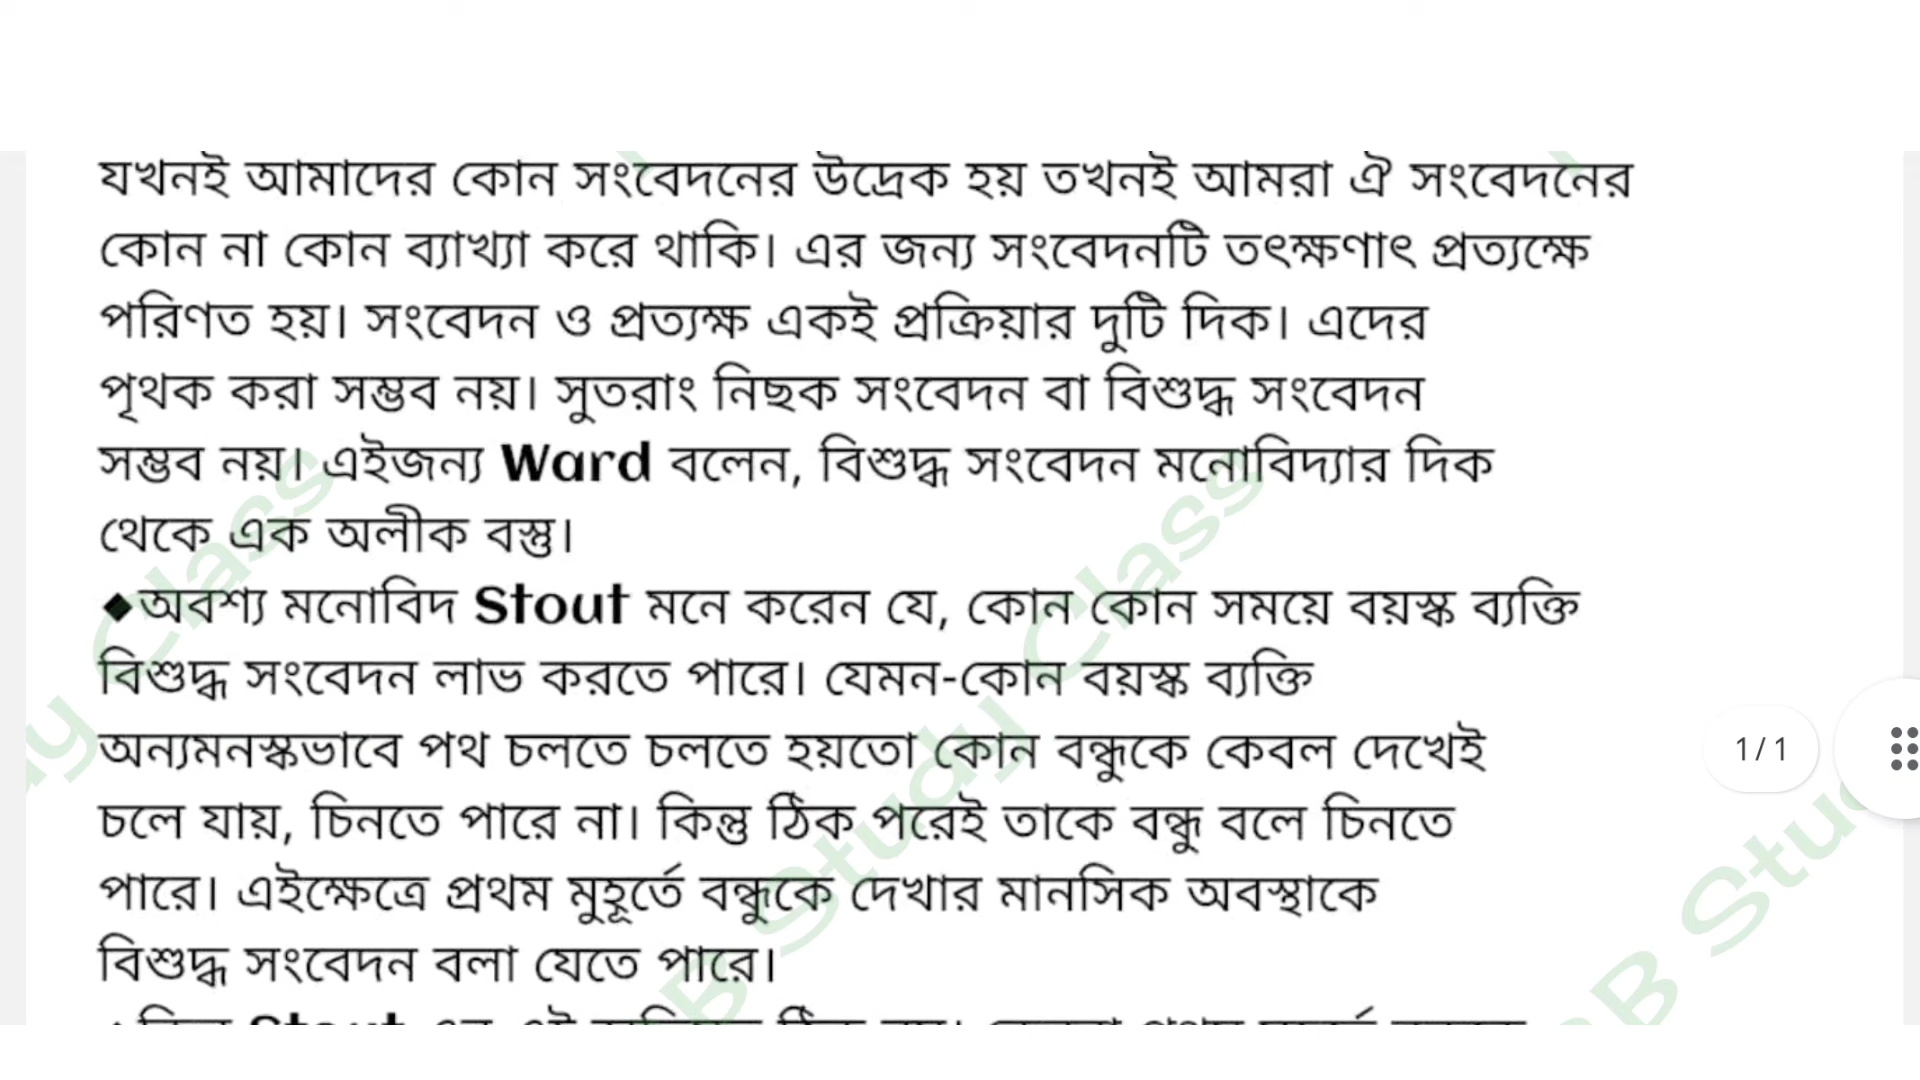 যখনই আমাদের কোন সংবেদনের উদ্রেক হয় তখনই আমরা ঐ সংবেদনের
কোন না কোন ব্যাখ্যা করে থাকি। এর জন্য সংবেদনটি তৎক্ষণাৎ প্রত্যক্ষে
পরিণত হয়। সংবেদন ও প্রত্যক্ষ একই প্রক্রিয়ার দুটি দিক। এদের
পৃথক করা সম্ভব নয়। সুতরাং নিছক সংবেদন বা বিশুদ্ধ সংবেদন
সম্ভব নয়। এইজন্য Ward বলেন, বিশুদ্ধ সংবেদন মনোবিদ্যার দিক
থেকে এক অলীক বস্তু।
◆অবশ্য মনোবিদ Stout মনে করেন যে, কোন কোন সময়ে বয়স্ক ব্যক্তি
বিশুদ্ধ সংবেদন লাভ করতে পারে। যেমন-কোন বয়স্ক ব্যক্তি
অন্যমনস্কভাবে পথ চলতে চলতে হয়তো কোন বন্ধুকে কেবল দেখেই
চলে যায়, চিনতে পারে না। কিন্তু ঠিক পরেই তাকে বন্ধু বলে চিনতে
পারে। এইক্ষেত্রে প্রথম মুহূর্তে বন্ধুকে দেখার মানসিক অবস্থাকে
বিশুদ্ধ সংবেদন বলা যেতে পারে।
1/1
B Study Class